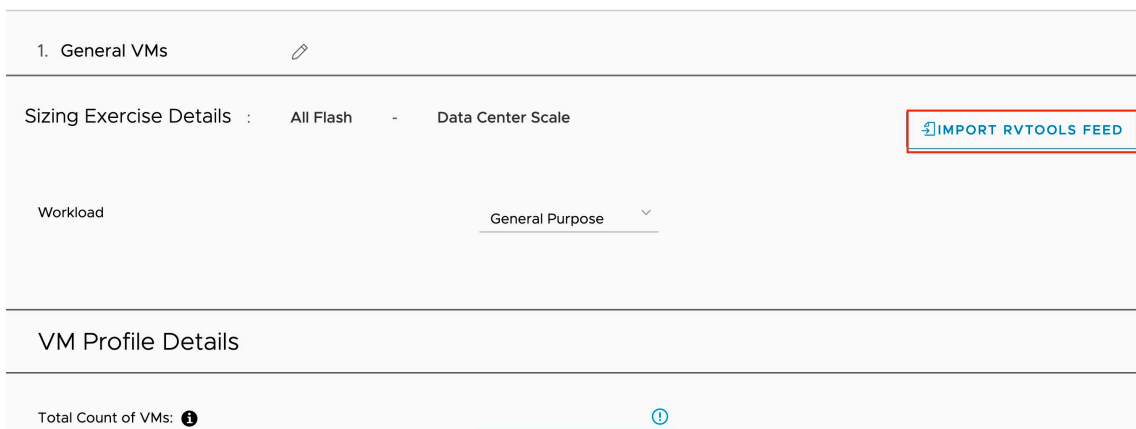 1. General VMs
Sizing Exercise Details : All Flash - Data Center Scale
IMPORT RVTOOLS FEED
Workload
General Purpose
VM Profile Details
Total Count of VMs: